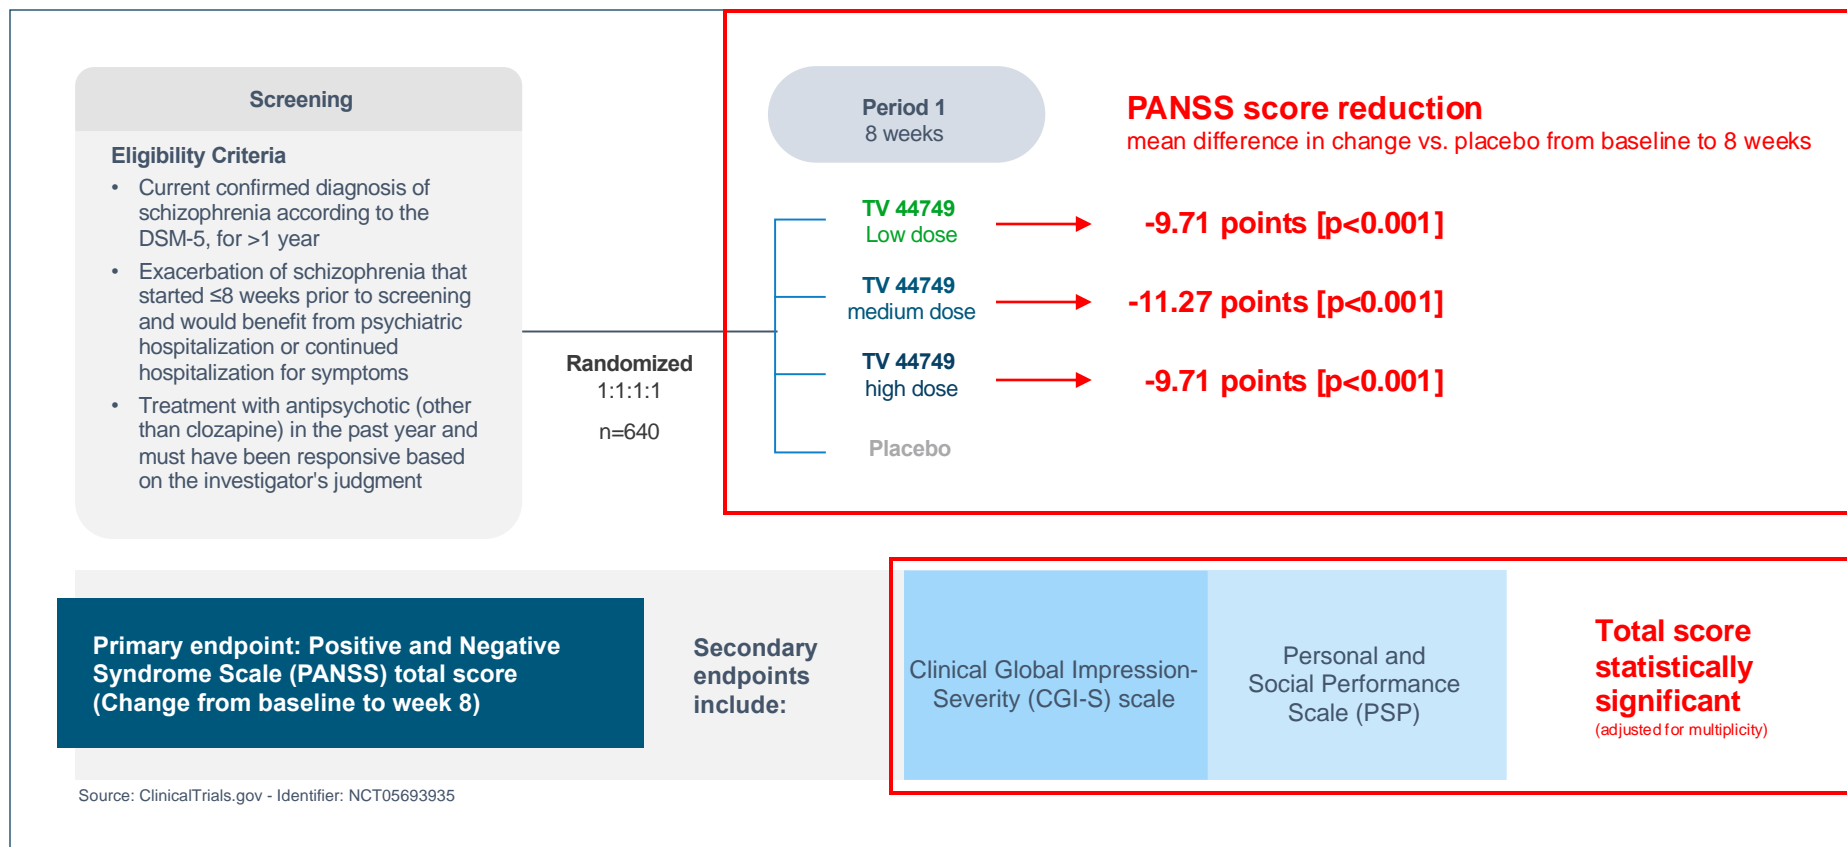 Screening
Eligibility Criteria
• Current confirmed diagnosis of
schizophrenia according to the
DSM-5, for >1 year
• Exacerbation of schizophrenia that
started ≤8 weeks prior to screening
and would benefit from psychiatric
hospitalization or continued
hospitalization for symptoms
• Treatment with antipsychotic (other
than clozapine) in the past year and
must have been responsive based
on the investigator's judgment
Randomized
1:1:1:1
n=640
Period 1
8 weeks
PANSS score reduction
mean difference in change vs. placebo from baseline to 8 weeks
TV 44749
Low dose
-9.71 points [p<0.001]
TV 44749
medium dose
-11.27 points [p<0.001]
TV 44749
high dose
-9.71 points [p<0.001]
Placebo
Primary endpoint: Positive and Negative
Syndrome Scale (PANSS) total score
(Change from baseline to week 8)
Secondary
endpoints
include:
Clinical Global Impression-
Severity (CGI-S) scale
Personal and
Social Performance
Scale (PSP)
Total score
statistically
significant
(adjusted for multiplicity)
Source: ClinicalTrials.gov - Identifier: NCT05693935